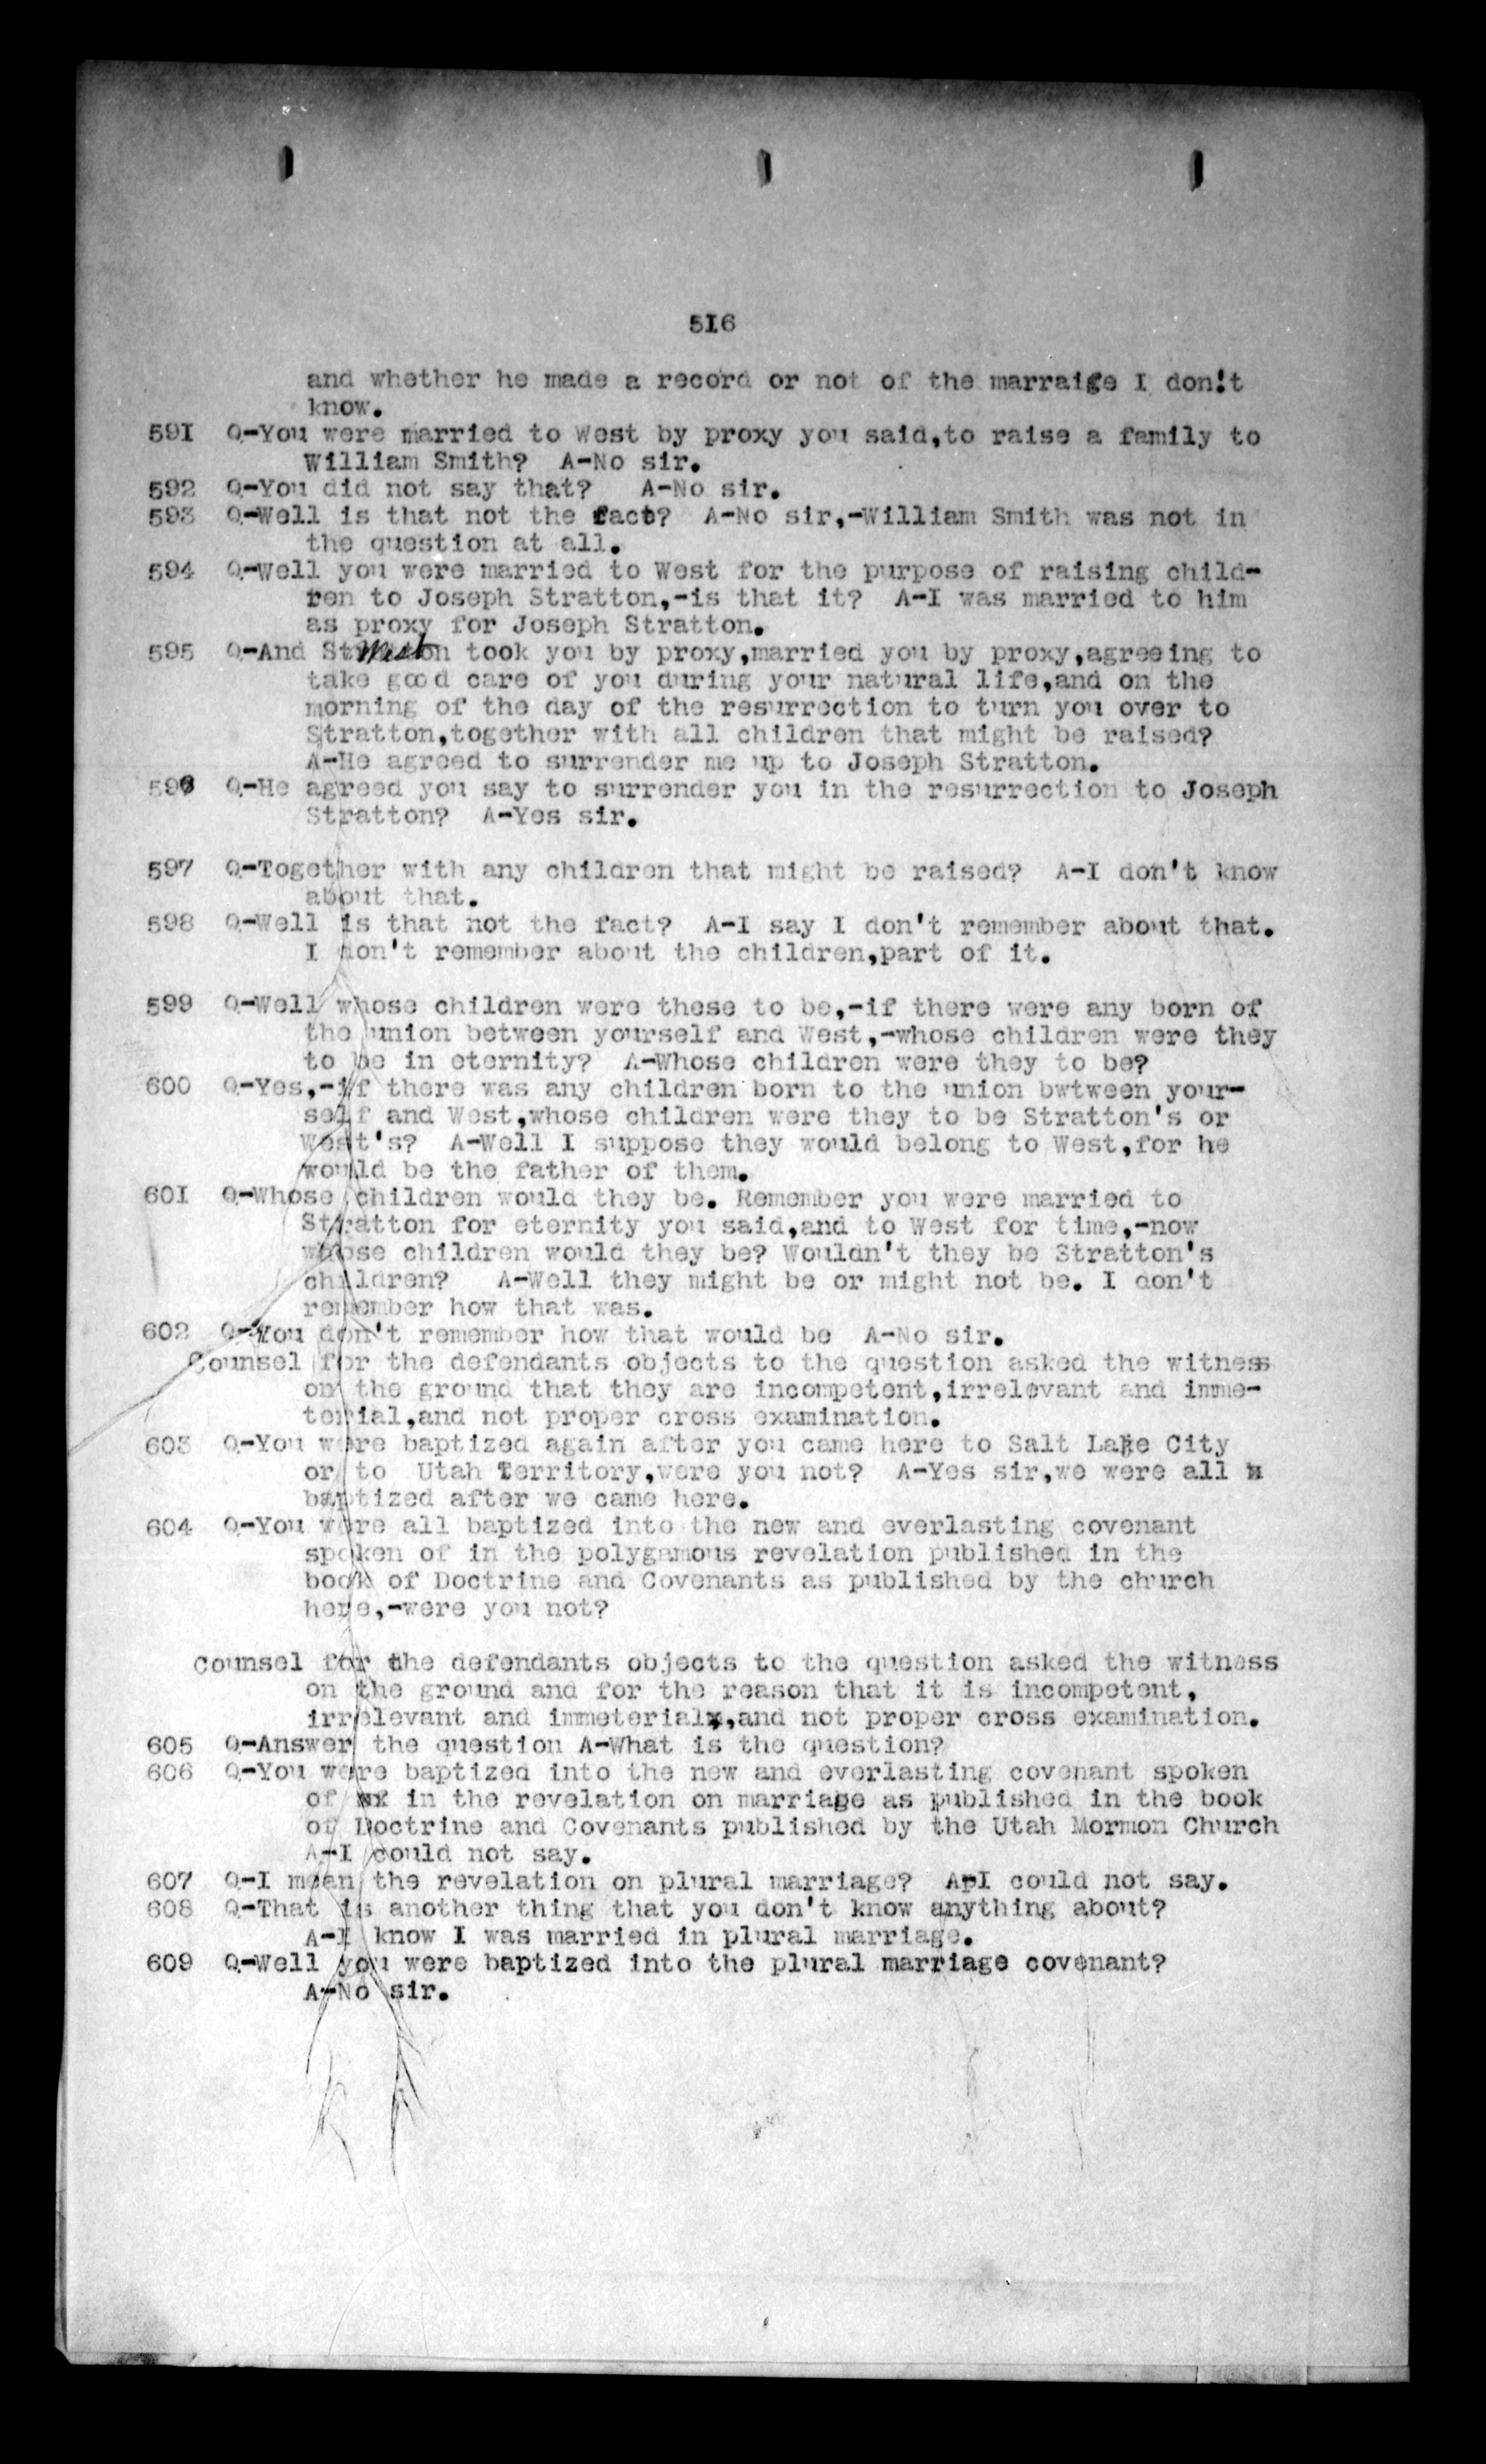 516
and whether he made a record or not of the marraige I don't
know.
591 Q-You were married to West by proxy you said,to raise a family to
William Smith? A-No sir.
592 Q-You did not say that? A-No sir.
593 Q-Well is that not the fact? A-No sir,-William Smith was not in
the question at all.
594 Q-Well you were married to West for the purpose of raising child-
ren to Joseph Stratton,-is that it? A-I was married to him
as proxy for Joseph Stratton.
595 Q-And West took you by proxy,married you by proxy,agreeing to
take good care of you during your natural life,and on the
morning of the day of the resurrection to turn you over to
Stratton,together with all children that might be raised?
A-He agreed to surrender me up to Joseph Stratton.
596 Q-He agreed you say to surrender you in the resurrection to Joseph
Stratton? A-Yes sir.
597 Q-Together with any children that might be raised? A-I don't know
about that.
598 Q-Well is that not the fact? A-I say I don't remember about that.
I don't remember about the children,part of it.
599 Q-Well whose children were these to be,-if there were any born of
the union between yourself and West,-whose children were they
to be in eternity? A-Whose children were they to be?
600 Q-Yes,-if there was any children born to the union bwtween your-
self and West,whose children were they to be Stratton's or
West's? A-Well I suppose they would belong to West,for he
would be the father of them.
601 Q-Whose children would they be. Remember you were married to
Stratton for eternity you said,and to West for time,-now
whose children would they be? Wouldn't they be Stratton's
children? A-Well they might be or might not be. I don't
remember how that was.
602 Q-You don't remember how that would be A-No sir.
Counsel for the defendants objects to the question asked the witness
on the ground that they are incompetent,irrelevant and imme-
terial,and not proper cross examination.
603 Q-You were baptized again after you came here to Salt Lake City
or to Utah Territory,were you not? A-Yes sir,we were all x
baptized after we came here.
604 Q-You were all baptized into the new and everlasting covenant
spoken of in the polygamous revelation published in the
book of Doctrine and Covenants as published by the church
here,-were you not?
Counsel for the defendants objects to the question asked the witness
on the ground and for the reason that it is incompetent,
irrelevant and immeterial,and not proper cross examination.
605 Q-Answer the question A-What is the question?
606 Q-You were baptized into the new and everlasting covenant spoken
of in the revelation on marriage as published in the book
of Doctrine and Covenants published by the Utah Mormon Church
A-I could not say.
607 Q-I mean the revelation on plural marriage? A-I could not say.
608 Q-That is another thing that you don't know anything about?
A-I know I was married in plural marriage.
609 Q-Well you were baptized into the plural marriage covenant?
A-No sir.